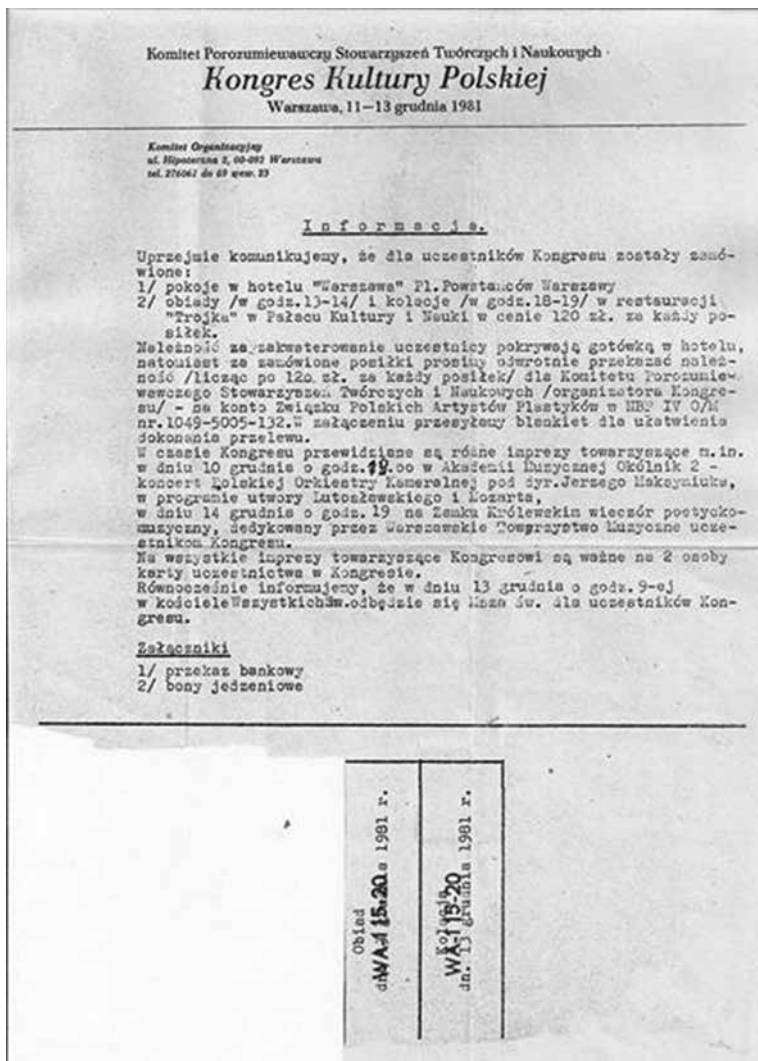 Komitet Porozumiewawczy Stowarzyszeń Twórczych i Naukowych
Kongres Kultury Polskiej
Warszawa, 11–13 grudnia 1981
Komitet Organizacyjny
ul. Hipoteczna 2, 00-092 Warszawa
tel. 276061 do 69 wew. 23
Informacja.
Uprzejmie komunikujemy, że dla uczestników Kongresu zostały zamó-
wione:
1/ pokoje w hotelu "Warszawa" Pl.Powstańców Warszawy
2/ obiady /w godz.13-14/ i kolacje /w godz.18-19/ w restauracji
"Trojka" w Pałacu Kultury i Nauki w cenie 120 zł. za każdy po-
siłek.
Należność za zakwaterowanie uczestnicy pokrywają gotówką w hotelu,
natomiast za zamówione posiłki prosimy odwrotnie przekazać należ-
ność /licząc po 120 zł. za każdy posiłek/ dla Komitetu Porozumie-
wawczego Stowarzyszeń Twórczych i Naukowych /organizatora Kongre-
su/ - na konto Związku Polskich Artystów Plastyków w NBP IV O/M
nr.1049-5005-132.W załączeniu przesyłamy blankiet dla ułatwienia
dokonania przelewu.
W czasie Kongresu przewidziane są różne imprezy towarzyszące m.in.
w dniu 10 grudnia o godz.19.00 w Akademii Muzycznej Okólnik 2 -
koncert Polskiej Orkiestry Kameralnej pod dyr.Jerzego Maksymiuka,
w programie utwory Lutosławskiego i Mozarta,
w dniu 14 grudnia o godz.19 na Zamku Królewskim wieczór poetycko-
muzyczny, dedykowany przez Warszawskie Towarzystwo Muzyczne ucze-
stnikom Kongresu.
Na wszystkie imprezy towarzyszące Kongresowi są ważne na 2 osoby
karty uczestnictwa w Kongresie.
Równocześnie informujemy, że w dniu 13 grudnia o godz.9-ej
w kościele Wszystkich Św.odbędzie się Msza Św. dla uczestników Kon-
gresu.
Załączniki
1/ przekaz bankowy
2/ bony jedzeniowe
Obiad
dn. grudnia 1981 r.
WA-115-20
Kolacja
dn. 13 grudnia 1981 r.
WA-115-20